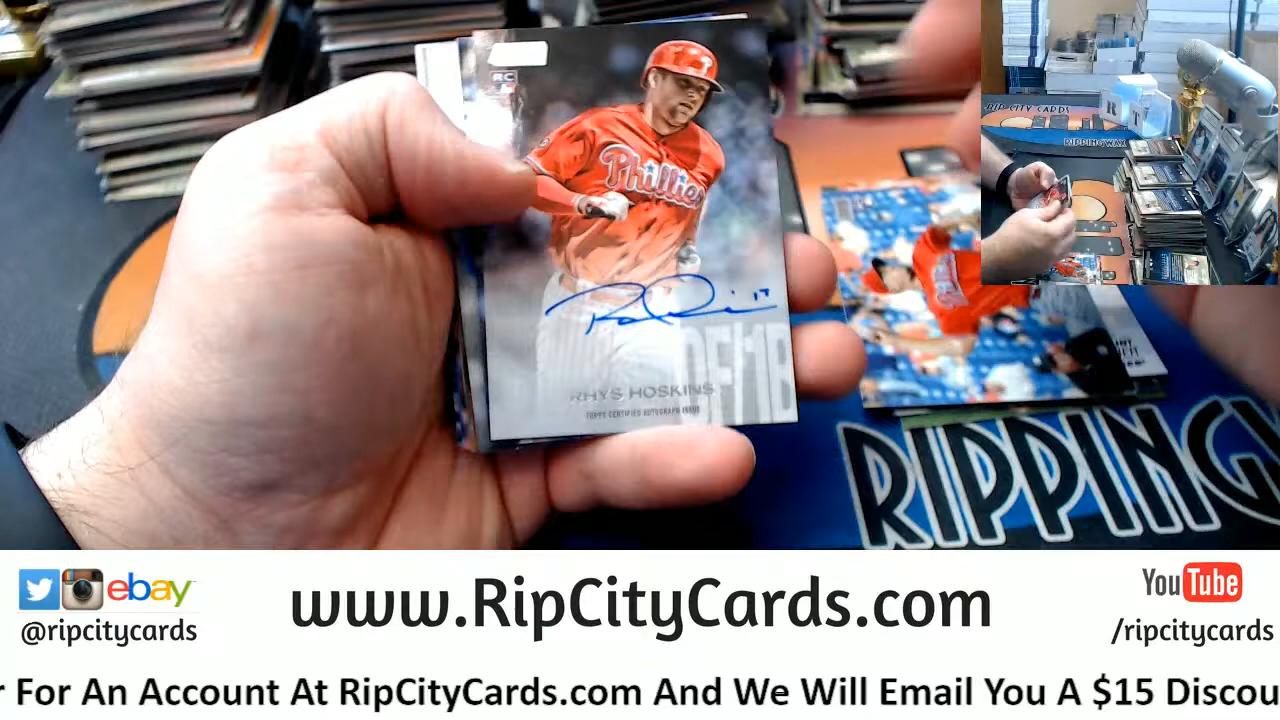 RC
Phillies
17
OF/1B
RHYS HOSKINS
TOPPS CERTIFIED AUTOGRAPH ISSUE
RIP CITY CARDS
RIPPINGWAX
RIPPING
ebay
@ripcitycards
www.RipCityCards.com
YouTube
/ripcitycards
r For An Account At RipCityCards.com And We Will Email You A $15 Discou